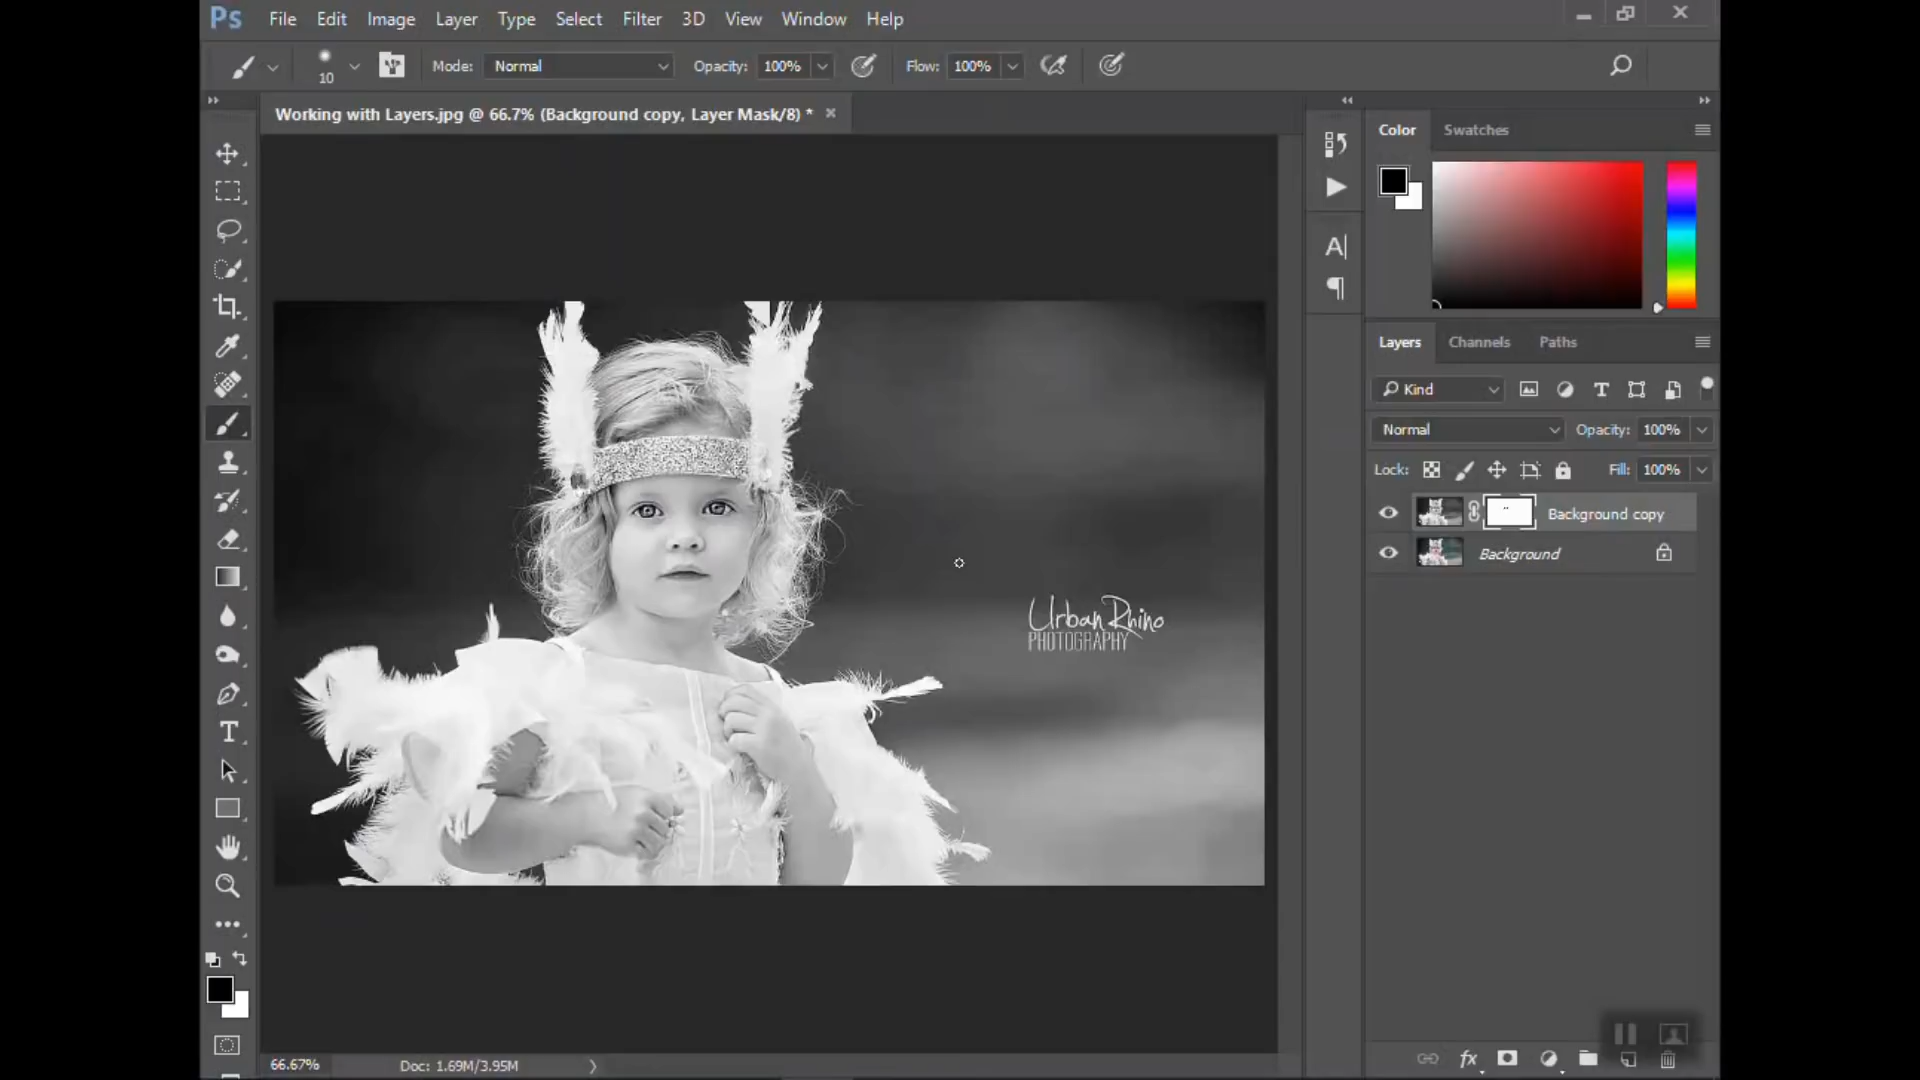 Ps File Edit Image Layer Type Select Filter 3D View Window Help
10 Mode: Normal Opacity: 100% Flow: 100%
Working with Layers.jpg @ 66.7% (Background copy, Layer Mask/8) *
Color Swatches
Urban Rhino
PHOTOGRAPHY
Layers Channels Paths
Kind
Normal Opacity: 100%
Lock: Fill: 100%
Background copy
Background
fx
66.67% Doc: 1.69M/3.95M